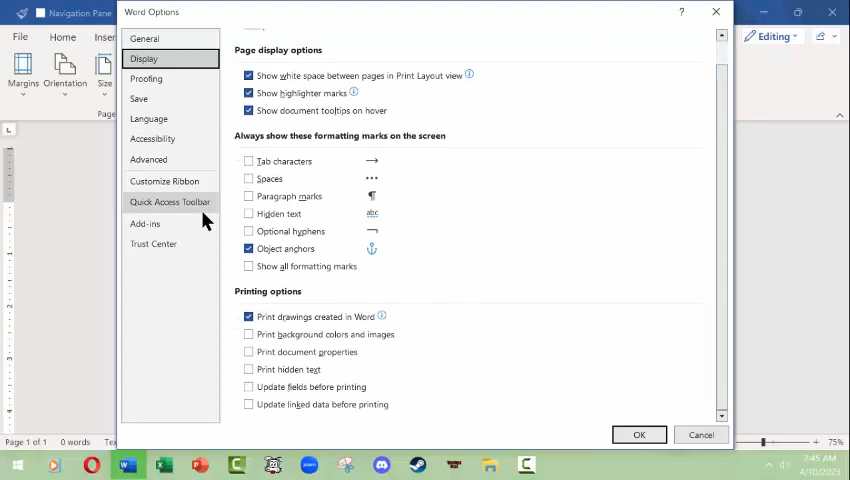 Navigation Pane
Word Options
?
File
Home
Inser
Editing
Margins
Orientation
Size
Page
General
Display
Proofing
Save
Language
Accessibility
Advanced
Customize Ribbon
Quick Access Toolbar
Add-ins
Trust Center
Page display options
Show white space between pages in Print Layout view
Show highlighter marks
Show document tooltips on hover
Always show these formatting marks on the screen
Tab characters →
Spaces •••
Paragraph marks ¶
Hidden text abc
Optional hyphens ¬
Object anchors
Show all formatting marks
Printing options
Print drawings created in Word
Print background colors and images
Print document properties
Print hidden text
Update fields before printing
Update linked data before printing
OK
Cancel
Page 1 of 1
0 words
Tex
75%
2:45 AM
4/10/2023